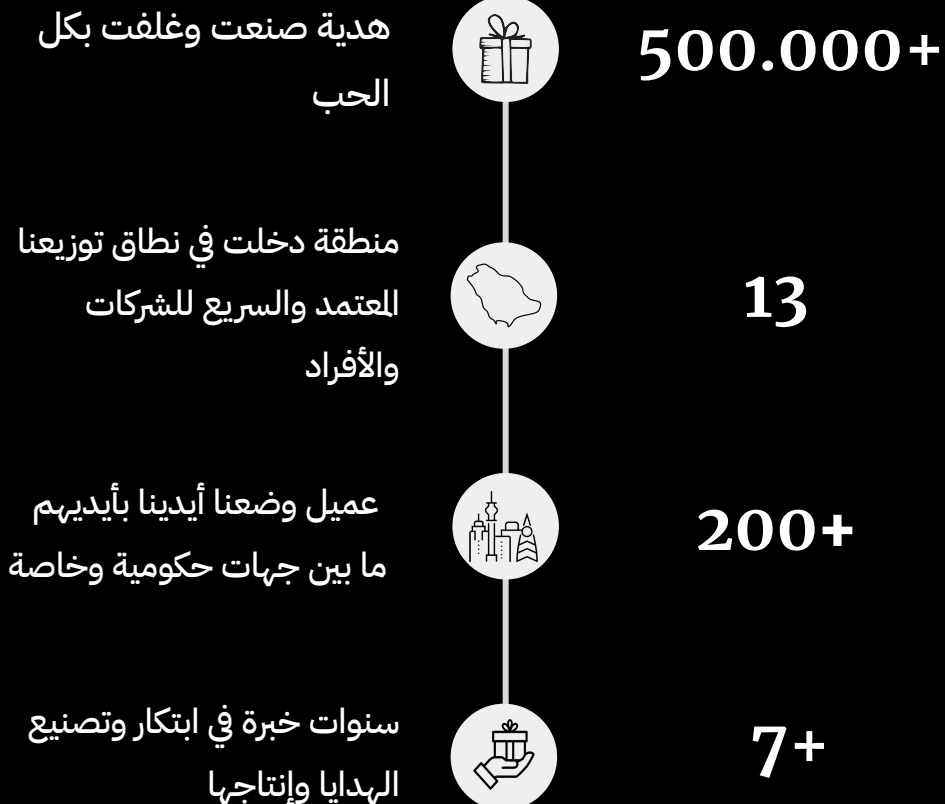 500.000+
هدية صنعت وغلفت بكل
الحب
13
منطقة دخلت في نطاق توزيعنا
المعتمد والسريع للشركات
والأفراد
200+
عميل وضعنا أيدينا بأيديهم
ما بين جهات حكومية وخاصة
7+
سنوات خبرة في ابتكار وتصنيع
الهدايا وإنتاجها